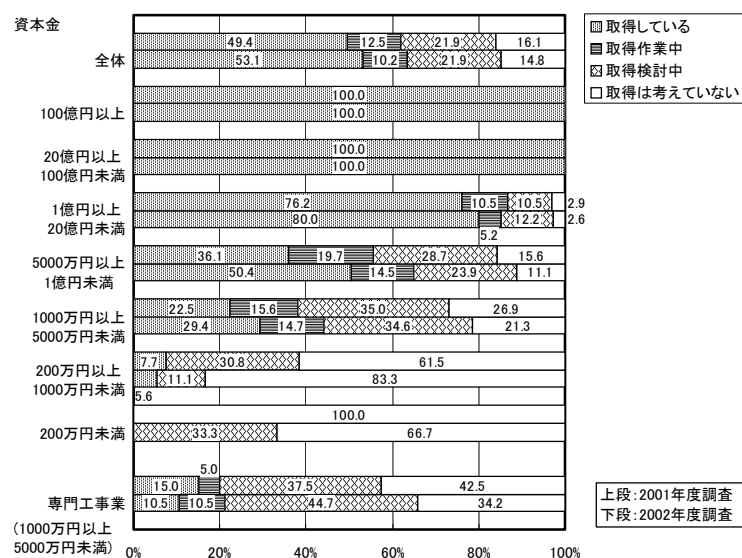 資本金
取得している
取得作業中
取得検討中
取得は考えていない
49.4 12.5 21.9 16.1
全体
53.1 10.2 21.9 14.8
100.0
100億円以上
100.0
100.0
20億円以上
100億円未満
100.0
76.2 10.5 10.5 2.9
1億円以上
20億円未満
80.0 12.2 2.6
5.2
36.1 19.7 28.7 15.6
5000万円以上
1億円未満
50.4 14.5 23.9 11.1
22.5 15.6 35.0 26.9
1000万円以上
5000万円未満
29.4 14.7 34.6 21.3
7.7 30.8 61.5
200万円以上
1000万円未満
11.1 83.3
5.6
100.0
200万円未満
33.3 66.7
5.0
15.0 37.5 42.5
専門工事業
10.5 10.5 44.7 34.2
(1000万円以上
5000万円未満)
上段:2001年度調査
下段:2002年度調査
0% 20% 40% 60% 80% 100%